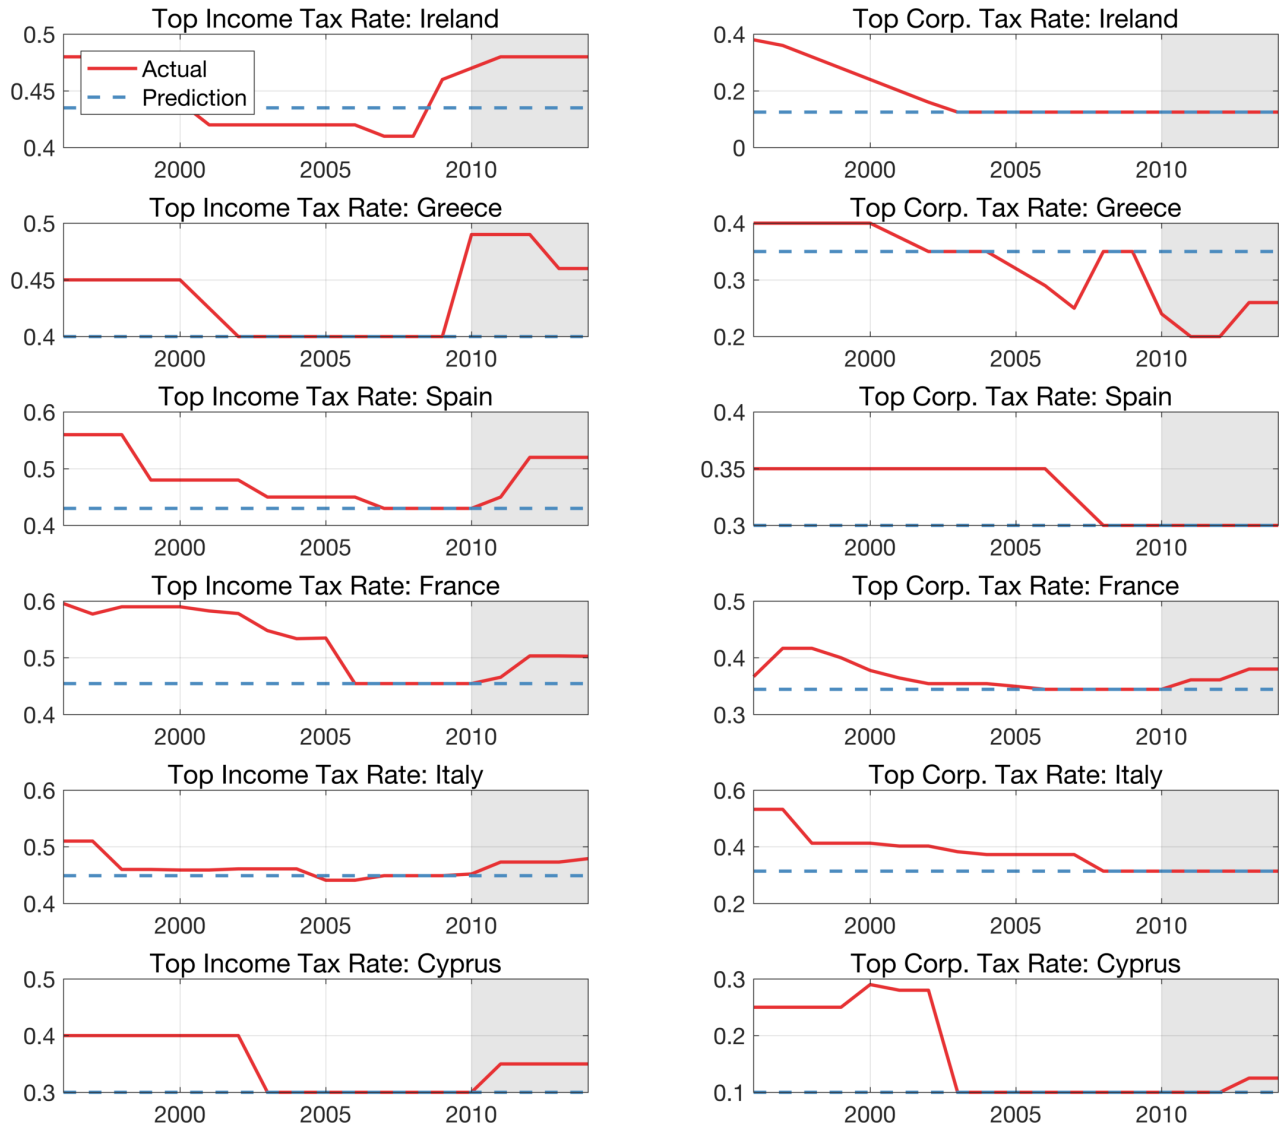 Top Income Tax Rate: Ireland
0.5
0.45
0.4
Actual
Prediction
2000 2005 2010
Top Corp. Tax Rate: Ireland
0.4
0.2
0
2000 2005 2010
Top Income Tax Rate: Greece
0.5
0.45
0.4
2000 2005 2010
Top Corp. Tax Rate: Greece
0.4
0.3
0.2
2000 2005 2010
Top Income Tax Rate: Spain
0.6
0.5
0.4
2000 2005 2010
Top Corp. Tax Rate: Spain
0.4
0.35
0.3
2000 2005 2010
Top Income Tax Rate: France
0.6
0.5
0.4
2000 2005 2010
Top Corp. Tax Rate: France
0.5
0.4
0.3
2000 2005 2010
Top Income Tax Rate: Italy
0.6
0.5
0.4
2000 2005 2010
Top Corp. Tax Rate: Italy
0.6
0.4
0.2
2000 2005 2010
Top Income Tax Rate: Cyprus
0.5
0.4
0.3
2000 2005 2010
Top Corp. Tax Rate: Cyprus
0.3
0.2
0.1
2000 2005 2010